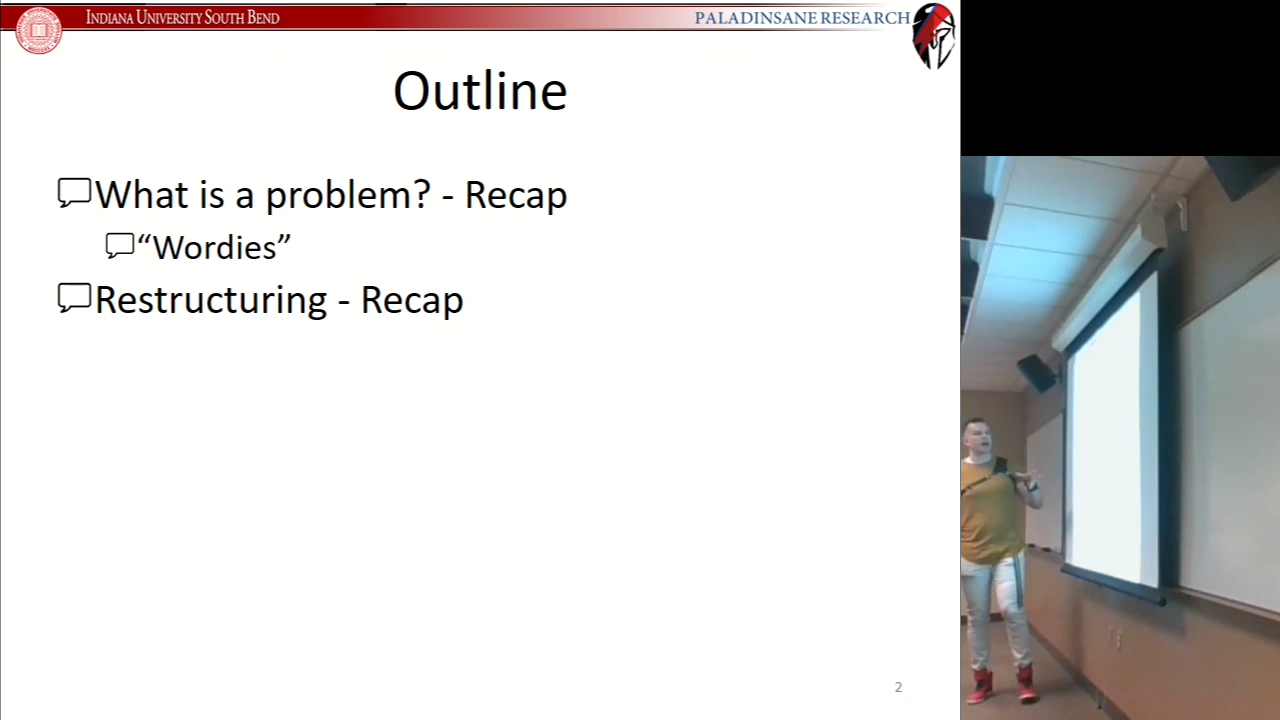 INDIANA UNIVERSITY SOUTH BEND
PALADINSANE RESEARCH
Outline
What is a problem? - Recap
“Wordies”
Restructuring - Recap
2